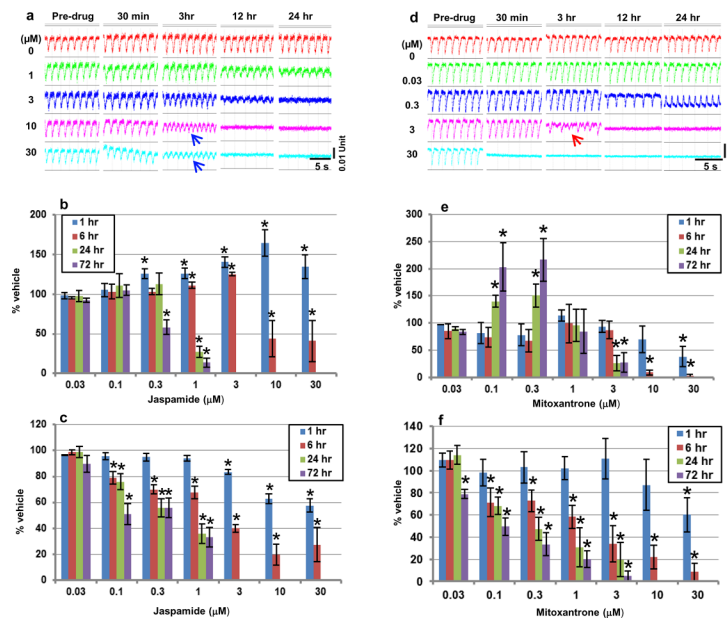 a
Pre-drug 30 min 3hr 12 hr 24 hr
(μM)
0
1
3
10
30
0.01 Unit
5 s
d
Pre-drug 30 min 3 hr 12 hr 24 hr
(μM)
0
0.03
0.3
3
30
5 s
b
200
150
100
50
0
% vehicle
1 hr
6 hr
24 hr
72 hr
* * * * * * * * * * * *
0.03 0.1 0.3 1 3 10 30
Jaspamide (μM)
e
300
250
200
150
100
50
0
% vehicle
1 hr
6 hr
24 hr
72 hr
* * * * * * * * *
0.03 0.1 0.3 1 3 10 30
Mitoxantrone (μM)
c
120
100
80
60
40
20
0
% vehicle
1 hr
6 hr
24 hr
72 hr
* * * * * * * * * * * * * * *
0.03 0.1 0.3 1 3 10 30
Jaspamide (μM)
f
140
120
100
80
60
40
20
0
% vehicle
1 hr
6 hr
24 hr
72 hr
* * * * * * * * * * * * * * * *
0.03 0.1 0.3 1 3 10 30
Mitoxantrone (μM)